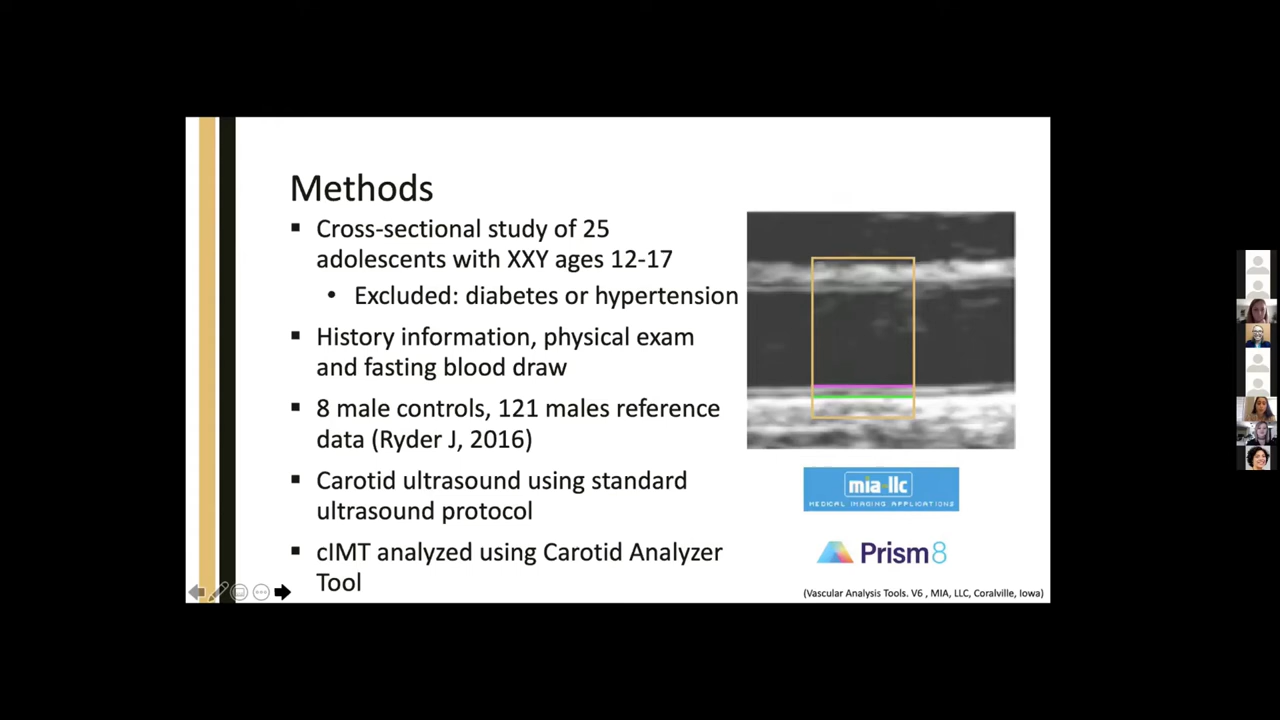 Methods
▪ Cross-sectional study of 25
adolescents with XXY ages 12-17
• Excluded: diabetes or hypertension
▪ History information, physical exam
and fasting blood draw
▪ 8 male controls, 121 males reference
data (Ryder J, 2016)
▪ Carotid ultrasound using standard
ultrasound protocol
▪ cIMT analyzed using Carotid Analyzer
Tool
mia-llc
MEDICAL IMAGING APPLICATIONS
Prism 8
(Vascular Analysis Tools. V6 , MIA, LLC, Coralville, Iowa)